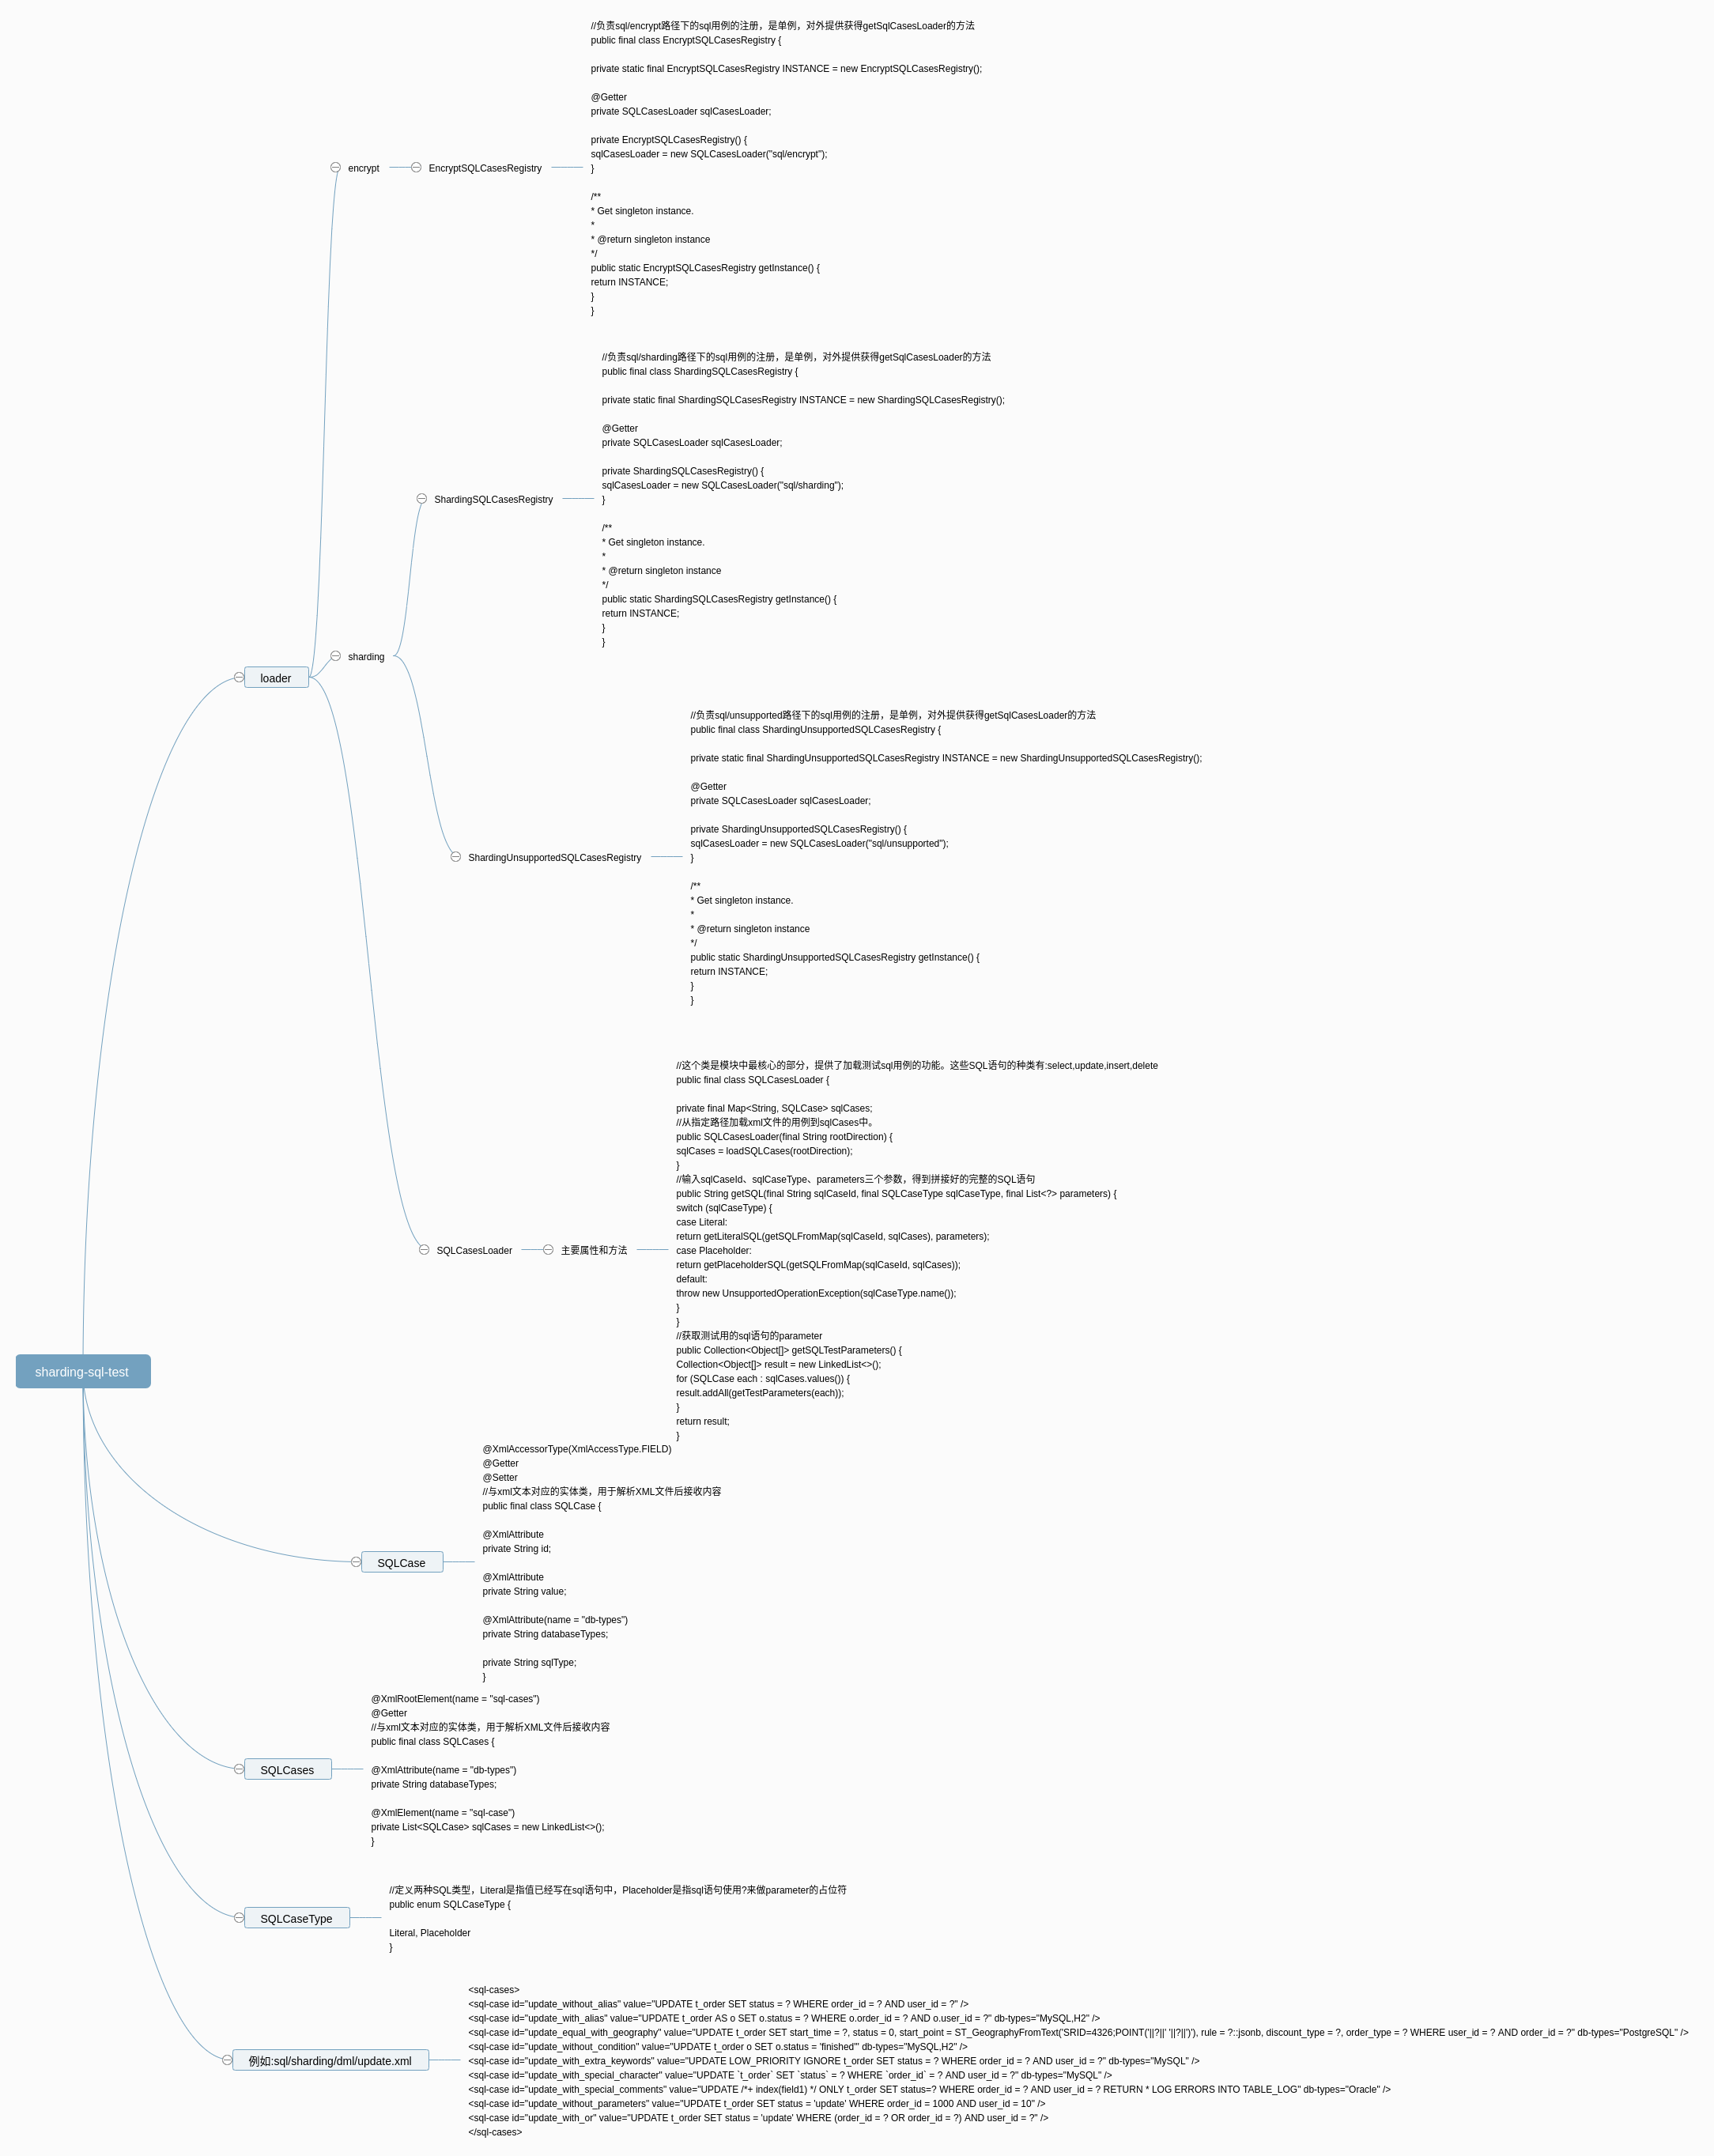 sharding-sql-test
loader
encrypt
EncryptSQLCasesRegistry
//负责sql/encrypt路径下的sql用例的注册，是单例，对外提供获得getSqlCasesLoader的方法
public final class EncryptSQLCasesRegistry {
private static final EncryptSQLCasesRegistry INSTANCE = new EncryptSQLCasesRegistry();
@Getter
private SQLCasesLoader sqlCasesLoader;
private EncryptSQLCasesRegistry() {
sqlCasesLoader = new SQLCasesLoader("sql/encrypt");
}
/**
* Get singleton instance.
*
* @return singleton instance
*/
public static EncryptSQLCasesRegistry getInstance() {
return INSTANCE;
}
}
sharding
ShardingSQLCasesRegistry
//负责sql/sharding路径下的sql用例的注册，是单例，对外提供获得getSqlCasesLoader的方法
public final class ShardingSQLCasesRegistry {
private static final ShardingSQLCasesRegistry INSTANCE = new ShardingSQLCasesRegistry();
@Getter
private SQLCasesLoader sqlCasesLoader;
private ShardingSQLCasesRegistry() {
sqlCasesLoader = new SQLCasesLoader("sql/sharding");
}
/**
* Get singleton instance.
*
* @return singleton instance
*/
public static ShardingSQLCasesRegistry getInstance() {
return INSTANCE;
}
}
ShardingUnsupportedSQLCasesRegistry
//负责sql/unsupported路径下的sql用例的注册，是单例，对外提供获得getSqlCasesLoader的方法
public final class ShardingUnsupportedSQLCasesRegistry {
private static final ShardingUnsupportedSQLCasesRegistry INSTANCE = new ShardingUnsupportedSQLCasesRegistry();
@Getter
private SQLCasesLoader sqlCasesLoader;
private ShardingUnsupportedSQLCasesRegistry() {
sqlCasesLoader = new SQLCasesLoader("sql/unsupported");
}
/**
* Get singleton instance.
*
* @return singleton instance
*/
public static ShardingUnsupportedSQLCasesRegistry getInstance() {
return INSTANCE;
}
}
SQLCasesLoader
主要属性和方法
//这个类是模块中最核心的部分，提供了加载测试sql用例的功能。这些SQL语句的种类有:select,update,insert,delete
public final class SQLCasesLoader {
private final Map<String, SQLCase> sqlCases;
//从指定路径加载xml文件的用例到sqlCases中。
public SQLCasesLoader(final String rootDirection) {
sqlCases = loadSQLCases(rootDirection);
}
//输入sqlCaseId、sqlCaseType、parameters三个参数，得到拼接好的完整的SQL语句
public String getSQL(final String sqlCaseId, final SQLCaseType sqlCaseType, final List<?> parameters) {
switch (sqlCaseType) {
case Literal:
return getLiteralSQL(getSQLFromMap(sqlCaseId, sqlCases), parameters);
case Placeholder:
return getPlaceholderSQL(getSQLFromMap(sqlCaseId, sqlCases));
default:
throw new UnsupportedOperationException(sqlCaseType.name());
}
}
//获取测试用的sql语句的parameter
public Collection<Object[]> getSQLTestParameters() {
Collection<Object[]> result = new LinkedList<>();
for (SQLCase each : sqlCases.values()) {
result.addAll(getTestParameters(each));
}
return result;
}
SQLCase
@XmlAccessorType(XmlAccessType.FIELD)
@Getter
@Setter
//与xml文本对应的实体类，用于解析XML文件后接收内容
public final class SQLCase {
@XmlAttribute
private String id;
@XmlAttribute
private String value;
@XmlAttribute(name = "db-types")
private String databaseTypes;
private String sqlType;
}
SQLCases
@XmlRootElement(name = "sql-cases")
@Getter
//与xml文本对应的实体类，用于解析XML文件后接收内容
public final class SQLCases {
@XmlAttribute(name = "db-types")
private String databaseTypes;
@XmlElement(name = "sql-case")
private List<SQLCase> sqlCases = new LinkedList<>();
}
SQLCaseType
//定义两种SQL类型，Literal是指值已经写在sql语句中，Placeholder是指sql语句使用?来做parameter的占位符
public enum SQLCaseType {
Literal, Placeholder
}
例如:sql/sharding/dml/update.xml
<sql-cases>
<sql-case id="update_without_alias" value="UPDATE t_order SET status = ? WHERE order_id = ? AND user_id = ?" />
<sql-case id="update_with_alias" value="UPDATE t_order AS o SET o.status = ? WHERE o.order_id = ? AND o.user_id = ?" db-types="MySQL,H2" />
<sql-case id="update_equal_with_geography" value="UPDATE t_order SET start_time = ?, status = 0, start_point = ST_GeographyFromText('SRID=4326;POINT('||?||' '||?||')'), rule = ?::jsonb, discount_type = ?, order_type = ? WHERE user_id = ? AND order_id = ?" db-types="PostgreSQL" />
<sql-case id="update_without_condition" value="UPDATE t_order o SET o.status = 'finished'" db-types="MySQL,H2" />
<sql-case id="update_with_extra_keywords" value="UPDATE LOW_PRIORITY IGNORE t_order SET status = ? WHERE order_id = ? AND user_id = ?" db-types="MySQL" />
<sql-case id="update_with_special_character" value="UPDATE `t_order` SET `status` = ? WHERE `order_id` = ? AND user_id = ?" db-types="MySQL" />
<sql-case id="update_with_special_comments" value="UPDATE /*+ index(field1) */ ONLY t_order SET status=? WHERE order_id = ? AND user_id = ? RETURN * LOG ERRORS INTO TABLE_LOG" db-types="Oracle" />
<sql-case id="update_without_parameters" value="UPDATE t_order SET status = 'update' WHERE order_id = 1000 AND user_id = 10" />
<sql-case id="update_with_or" value="UPDATE t_order SET status = 'update' WHERE (order_id = ? OR order_id = ?) AND user_id = ?" />
</sql-cases>